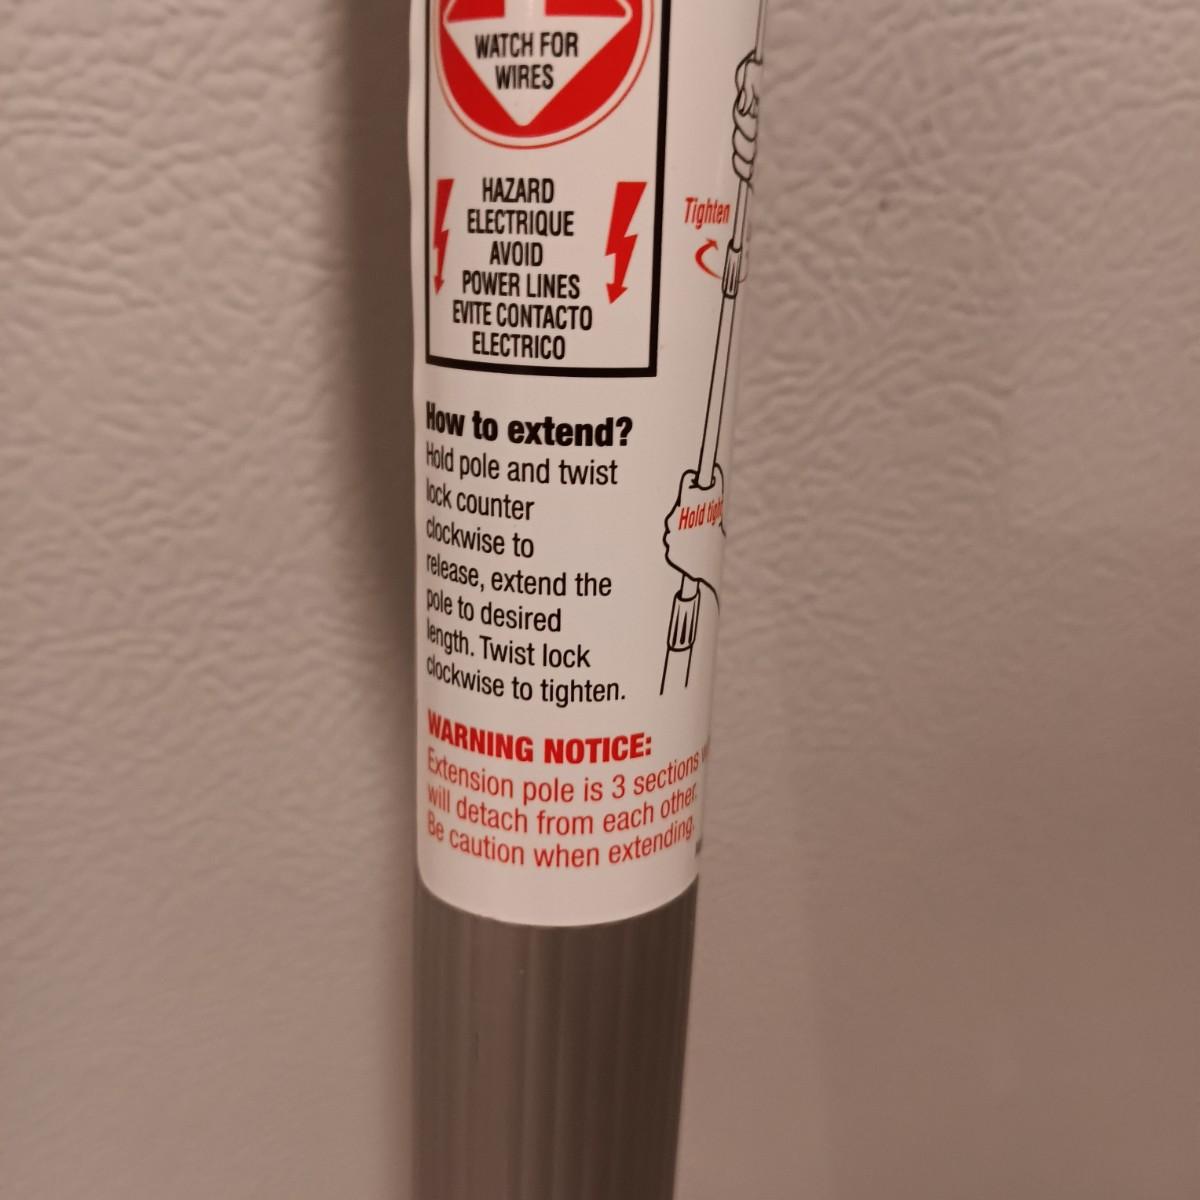 WATCH FOR
WIRES
HAZARD
ELECTRIQUE
AVOID
POWER LINES
EVITE CONTACTO
ELECTRICO
Tighten
Hold tight
How to extend?
Hold pole and twist
lock counter
clockwise to
release, extend the
pole to desired
length. Twist lock
clockwise to tighten.
WARNING NOTICE:
Extension pole is 3 sections
will detach from each other.
Be caution when extending.